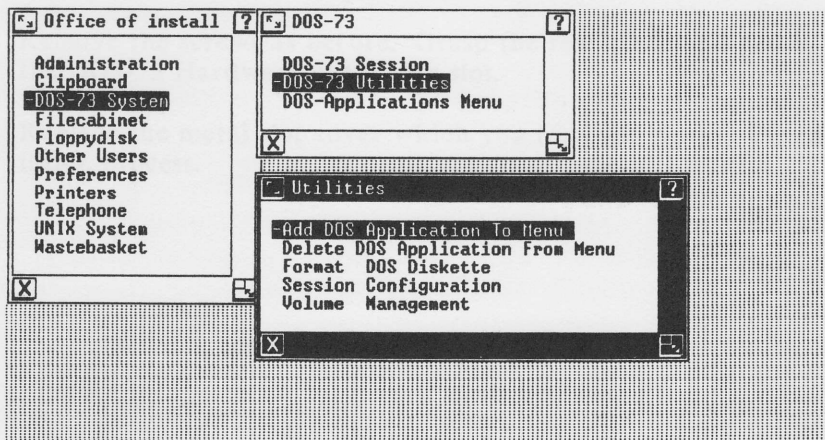 Office of install ?
Administration
Clipboard
-DOS-73 System
Filecabinet
Floppydisk
Other Users
Preferences
Printers
Telephone
UNIX System
Wastebasket
X
DOS-73 ?
DOS-73 Session
-DOS-73 Utilities
DOS-Applications Menu
X
Utilities ?
-Add DOS Application To Menu
Delete DOS Application From Menu
Format DOS Diskette
Session Configuration
Volume Management
X